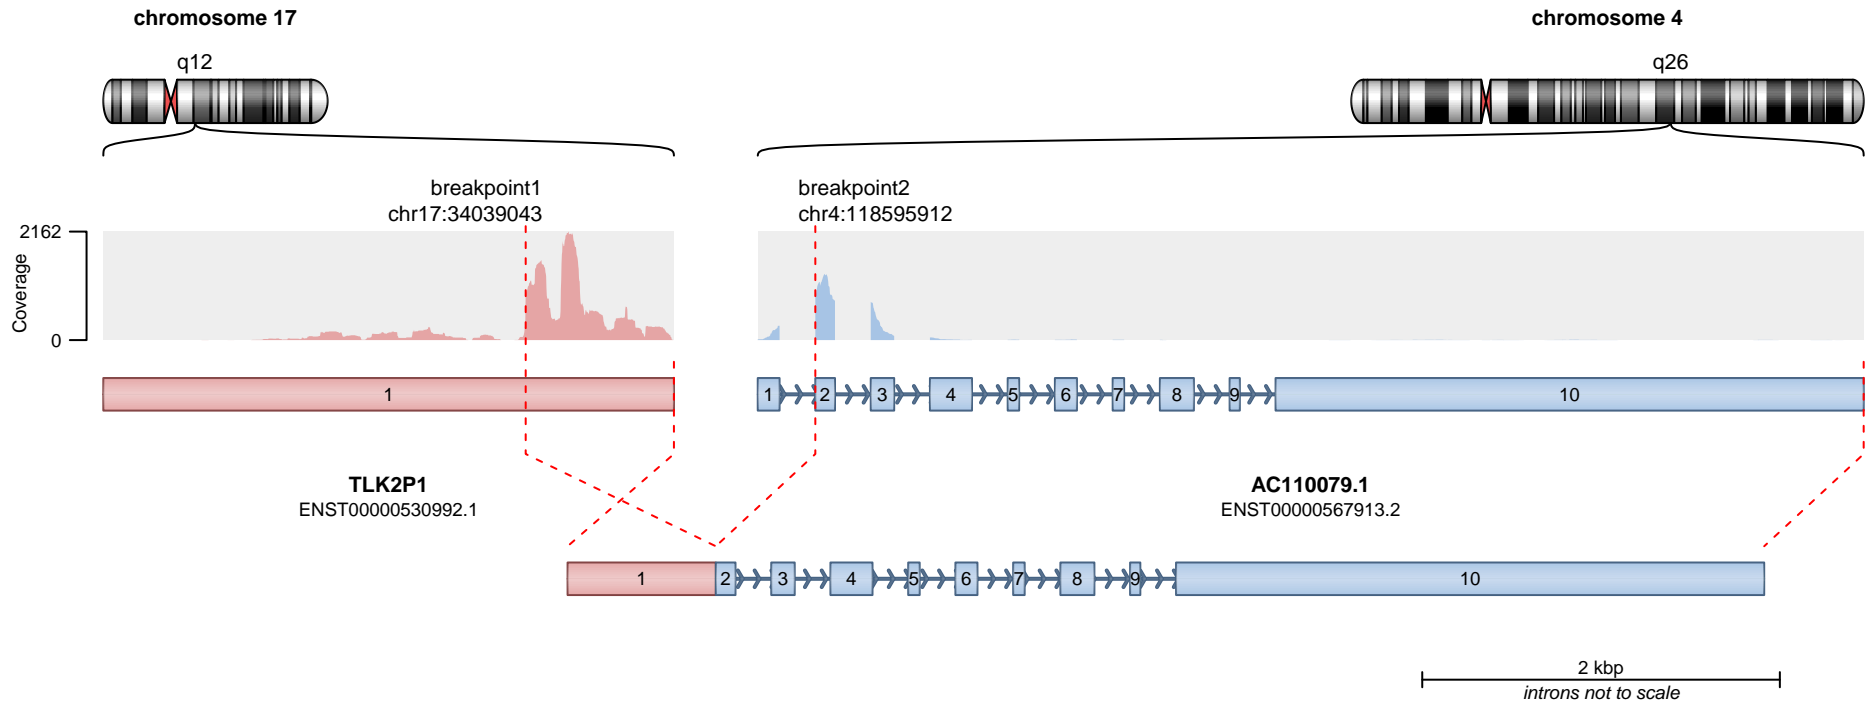 chromosome 17
chromosome 4
q12
q26
breakpoint1
chr17:34039043
breakpoint2
chr4:118595912
2162
Coverage
0
1
1 2 3 4 5 6 7 8 9 10
TLK2P1
ENST00000530992.1
AC110079.1
ENST00000567913.2
1 2 3 4 5 6 7 8 9 10
2 kbp
introns not to scale